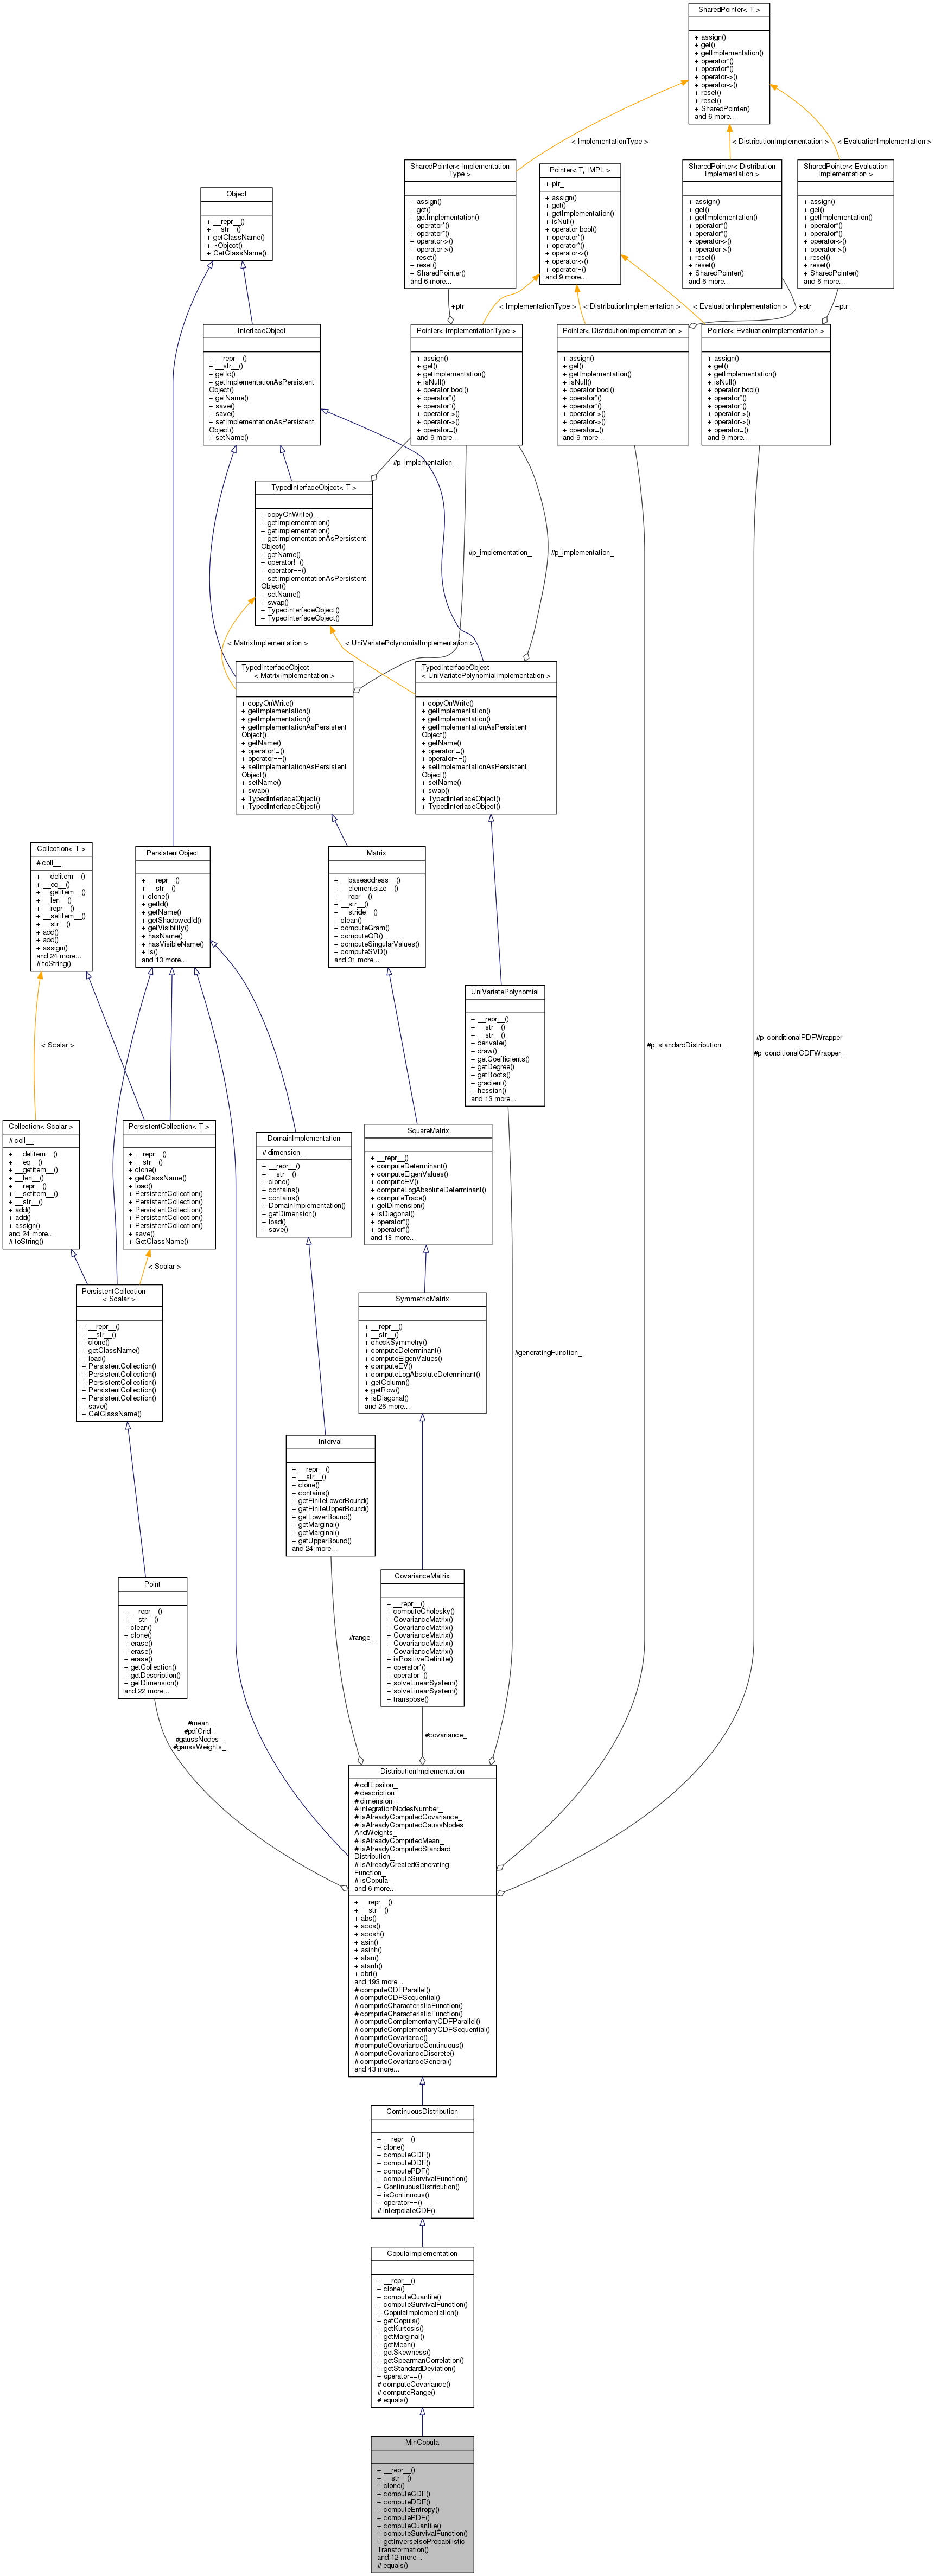 SharedPointer< T >
+ assign()
+ get()
+ getImplementation()
+ operator*()
+ operator*()
+ operator->()
+ operator->()
+ reset()
+ reset()
+ SharedPointer()
and 6 more...
< ImplementationType >
< DistributionImplementation >
< EvaluationImplementation >
SharedPointer< Implementation
Type >
+ assign()
+ get()
+ getImplementation()
+ operator*()
+ operator*()
+ operator->()
+ operator->()
+ reset()
+ reset()
+ SharedPointer()
and 6 more...
Pointer< T, IMPL >
+ ptr_
+ assign()
+ get()
+ getImplementation()
+ isNull()
+ operator bool()
+ operator*()
+ operator*()
+ operator->()
+ operator->()
+ operator=()
and 9 more...
SharedPointer< Distribution
Implementation >
+ assign()
+ get()
+ getImplementation()
+ operator*()
+ operator*()
+ operator->()
+ operator->()
+ reset()
+ reset()
+ SharedPointer()
and 6 more...
SharedPointer< Evaluation
Implementation >
+ assign()
+ get()
+ getImplementation()
+ operator*()
+ operator*()
+ operator->()
+ operator->()
+ reset()
+ reset()
+ SharedPointer()
and 6 more...
Object
+ __repr__()
+ __str__()
+ getClassName()
+ ~Object()
+ GetClassName()
+ptr_
< ImplementationType >
< DistributionImplementation >
< EvaluationImplementation >
+ptr_
+ptr_
InterfaceObject
+ __repr__()
+ __str__()
+ getId()
+ getImplementationAsPersistent
Object()
+ getName()
+ save()
+ save()
+ setImplementationAsPersistent
Object()
+ setName()
Pointer< ImplementationType >
+ assign()
+ get()
+ getImplementation()
+ isNull()
+ operator bool()
+ operator*()
+ operator*()
+ operator->()
+ operator->()
+ operator=()
and 9 more...
Pointer< DistributionImplementation >
+ assign()
+ get()
+ getImplementation()
+ isNull()
+ operator bool()
+ operator*()
+ operator*()
+ operator->()
+ operator->()
+ operator=()
and 9 more...
Pointer< EvaluationImplementation >
+ assign()
+ get()
+ getImplementation()
+ isNull()
+ operator bool()
+ operator*()
+ operator*()
+ operator->()
+ operator->()
+ operator=()
and 9 more...
#p_implementation_
TypedInterfaceObject< T >
+ copyOnWrite()
+ getImplementation()
+ getImplementation()
+ getImplementationAsPersistent
Object()
+ getName()
+ operator!=()
+ operator==()
+ setImplementationAsPersistent
Object()
+ setName()
+ swap()
+ TypedInterfaceObject()
+ TypedInterfaceObject()
#p_implementation_
#p_implementation_
< MatrixImplementation >
< UniVariatePolynomialImplementation >
TypedInterfaceObject
< MatrixImplementation >
+ copyOnWrite()
+ getImplementation()
+ getImplementation()
+ getImplementationAsPersistent
Object()
+ getName()
+ operator!=()
+ operator==()
+ setImplementationAsPersistent
Object()
+ setName()
+ swap()
+ TypedInterfaceObject()
+ TypedInterfaceObject()
TypedInterfaceObject
< UniVariatePolynomialImplementation >
+ copyOnWrite()
+ getImplementation()
+ getImplementation()
+ getImplementationAsPersistent
Object()
+ getName()
+ operator!=()
+ operator==()
+ setImplementationAsPersistent
Object()
+ setName()
+ swap()
+ TypedInterfaceObject()
+ TypedInterfaceObject()
Collection< T >
# coll__
+ __delitem__()
+ __eq__()
+ __getitem__()
+ __len__()
+ __repr__()
+ __setitem__()
+ __str__()
+ add()
+ add()
+ assign()
and 24 more...
# toString()
PersistentObject
+ __repr__()
+ __str__()
+ clone()
+ getId()
+ getName()
+ getShadowedId()
+ getVisibility()
+ hasName()
+ hasVisibleName()
+ is()
and 13 more...
Matrix
+ __baseaddress__()
+ __elementsize__()
+ __repr__()
+ __str__()
+ __stride__()
+ clean()
+ computeGram()
+ computeQR()
+ computeSingularValues()
+ computeSVD()
and 31 more...
UniVariatePolynomial
+ __repr__()
+ __str__()
+ __str__()
+ derivate()
+ draw()
+ getCoefficients()
+ getDegree()
+ getRoots()
+ gradient()
+ hessian()
and 13 more...
< Scalar >
#p_standardDistribution_
#p_conditionalPDFWrapper
_
#p_conditionalCDFWrapper_
Collection< Scalar >
# coll__
+ __delitem__()
+ __eq__()
+ __getitem__()
+ __len__()
+ __repr__()
+ __setitem__()
+ __str__()
+ add()
+ add()
+ assign()
and 24 more...
# toString()
PersistentCollection< T >
+ __repr__()
+ __str__()
+ clone()
+ getClassName()
+ load()
+ PersistentCollection()
+ PersistentCollection()
+ PersistentCollection()
+ PersistentCollection()
+ PersistentCollection()
+ save()
+ GetClassName()
DomainImplementation
# dimension_
+ __repr__()
+ __str__()
+ clone()
+ contains()
+ contains()
+ DomainImplementation()
+ getDimension()
+ load()
+ save()
SquareMatrix
+ __repr__()
+ computeDeterminant()
+ computeEigenValues()
+ computeEV()
+ computeLogAbsoluteDeterminant()
+ computeTrace()
+ getDimension()
+ isDiagonal()
+ operator*()
+ operator*()
and 18 more...
< Scalar >
PersistentCollection
< Scalar >
+ __repr__()
+ __str__()
+ clone()
+ getClassName()
+ load()
+ PersistentCollection()
+ PersistentCollection()
+ PersistentCollection()
+ PersistentCollection()
+ PersistentCollection()
+ save()
+ GetClassName()
SymmetricMatrix
+ __repr__()
+ __str__()
+ checkSymmetry()
+ computeDeterminant()
+ computeEigenValues()
+ computeEV()
+ computeLogAbsoluteDeterminant()
+ getColumn()
+ getRow()
+ isDiagonal()
and 26 more...
#generatingFunction_
Interval
+ __repr__()
+ __str__()
+ clone()
+ contains()
+ getFiniteLowerBound()
+ getFiniteUpperBound()
+ getLowerBound()
+ getMarginal()
+ getMarginal()
+ getUpperBound()
and 24 more...
Point
+ __repr__()
+ __str__()
+ clean()
+ clone()
+ erase()
+ erase()
+ erase()
+ getCollection()
+ getDescription()
+ getDimension()
and 22 more...
CovarianceMatrix
+ __repr__()
+ computeCholesky()
+ CovarianceMatrix()
+ CovarianceMatrix()
+ CovarianceMatrix()
+ CovarianceMatrix()
+ CovarianceMatrix()
+ isPositiveDefinite()
+ operator*()
+ operator+()
+ solveLinearSystem()
+ solveLinearSystem()
+ transpose()
#range_
#mean_
#pdfGrid_
#gaussNodes_
#gaussWeights_
#covariance_
DistributionImplementation
# cdfEpsilon_
# description_
# dimension_
# integrationNodesNumber_
# isAlreadyComputedCovariance_
# isAlreadyComputedGaussNodes
AndWeights_
# isAlreadyComputedMean_
# isAlreadyComputedStandard
Distribution_
# isAlreadyCreatedGenerating
Function_
# isCopula_
and 6 more...
+ __repr__()
+ __str__()
+ abs()
+ acos()
+ acosh()
+ asin()
+ asinh()
+ atan()
+ atanh()
+ cbrt()
and 193 more...
# computeCDFParallel()
# computeCDFSequential()
# computeCharacteristicFunction()
# computeCharacteristicFunction()
# computeComplementaryCDFParallel()
# computeComplementaryCDFSequential()
# computeCovariance()
# computeCovarianceContinuous()
# computeCovarianceDiscrete()
# computeCovarianceGeneral()
and 43 more...
ContinuousDistribution
+ __repr__()
+ clone()
+ computeCDF()
+ computeDDF()
+ computePDF()
+ computeSurvivalFunction()
+ ContinuousDistribution()
+ isContinuous()
+ operator==()
# interpolateCDF()
CopulaImplementation
+ __repr__()
+ clone()
+ computeQuantile()
+ computeSurvivalFunction()
+ CopulaImplementation()
+ getCopula()
+ getKurtosis()
+ getMarginal()
+ getMean()
+ getSkewness()
+ getSpearmanCorrelation()
+ getStandardDeviation()
+ operator==()
# computeCovariance()
# computeRange()
# equals()
MinCopula
+ __repr__()
+ __str__()
+ clone()
+ computeCDF()
+ computeDDF()
+ computeEntropy()
+ computePDF()
+ computeQuantile()
+ computeSurvivalFunction()
+ getInverseIsoProbabilistic
Transformation()
and 12 more...
# equals()